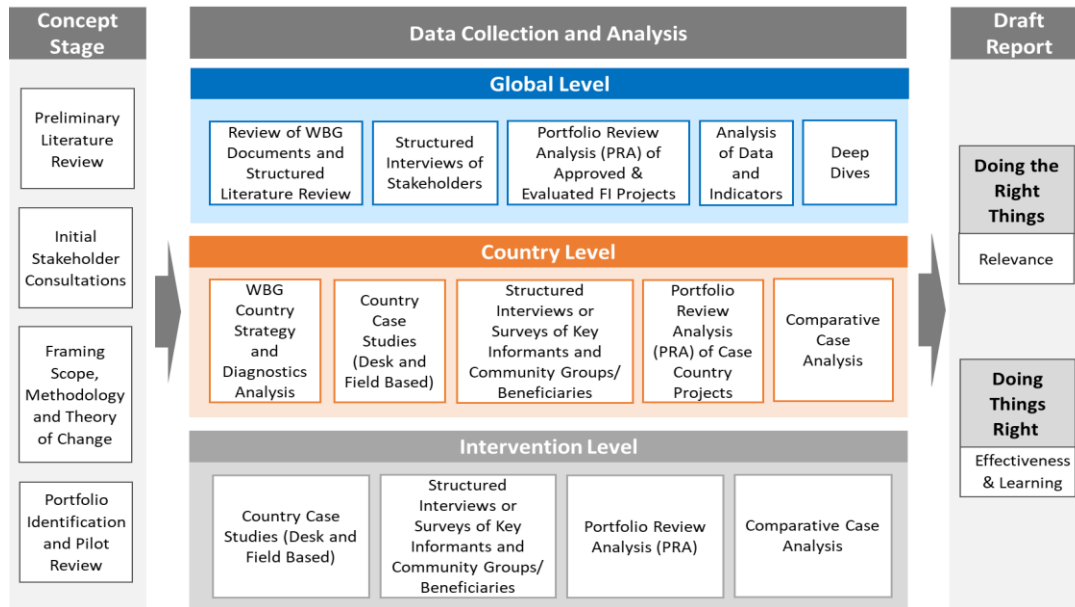 Concept
Stage
Preliminary
Literature
Review
Initial
Stakeholder
Consultations
Framing
Scope,
Methodology
and Theory
of Change
Portfolio
Identification
and Pilot
Review
Data Collection and Analysis
Global Level
Review of WBG
Documents and
Structured
Literature Review
Structured
Interviews of
Stakeholders
Portfolio Review
Analysis (PRA) of
Approved &
Evaluated FI Projects
Analysis
of Data
and
Indicators
Deep
Dives
Country Level
WBG
Country
Strategy
and
Diagnostics
Analysis
Country
Case
Studies
(Desk and
Field Based)
Structured
Interviews or
Surveys of Key
Informants and
Community Groups/
Beneficiaries
Portfolio
Review
Analysis
(PRA) of Case
Country
Projects
Comparative
Case
Analysis
Intervention Level
Country Case
Studies (Desk and
Field Based)
Structured
Interviews or
Surveys of Key
Informants and
Community Groups/
Beneficiaries
Portfolio Review
Analysis (PRA)
Comparative Case
Analysis
Draft
Report
Doing the
Right
Things
Relevance
Doing
Things
Right
Effectiveness
& Learning